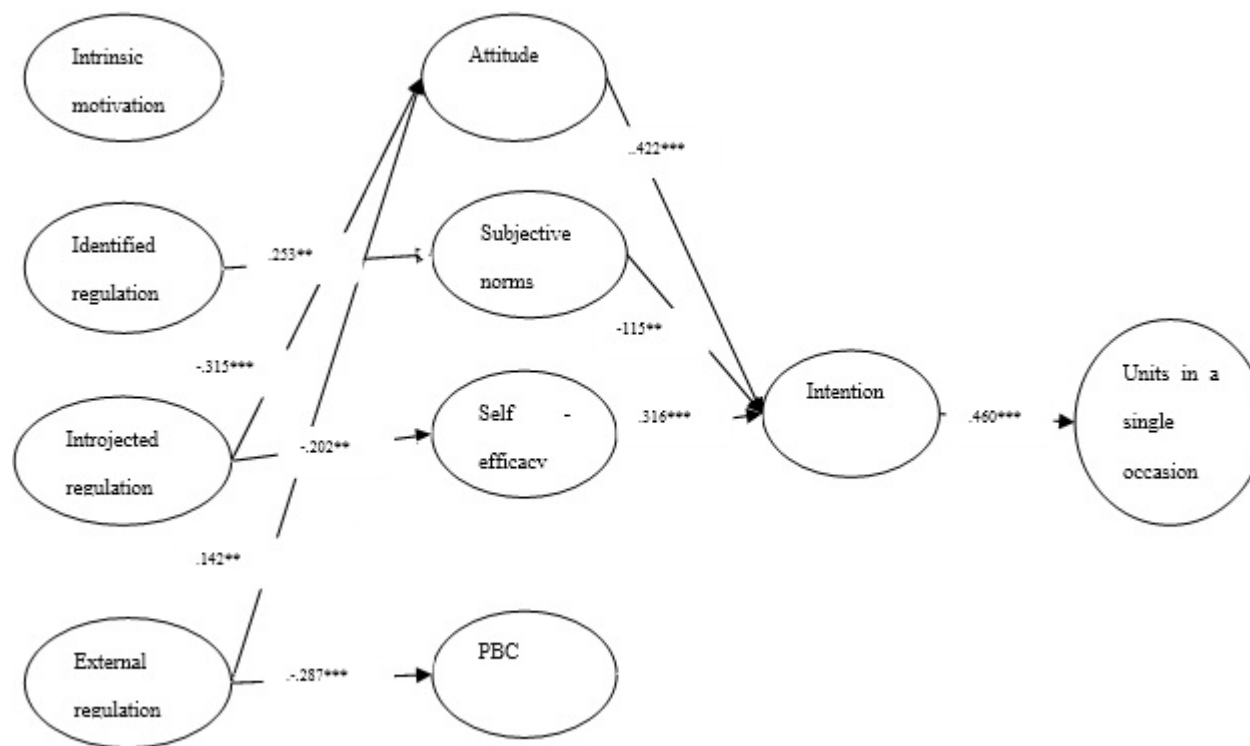 Intrinsic
motivation
Attitude
..422***
Identified
regulation
.253**
Subjective
norms
-115**
-.315***
Introjected
regulation
-.202**
Self -
efficacy
.316***
Intention
.460***
Units in a
single
occasion
.142**
External
regulation
.-.287***
PBC